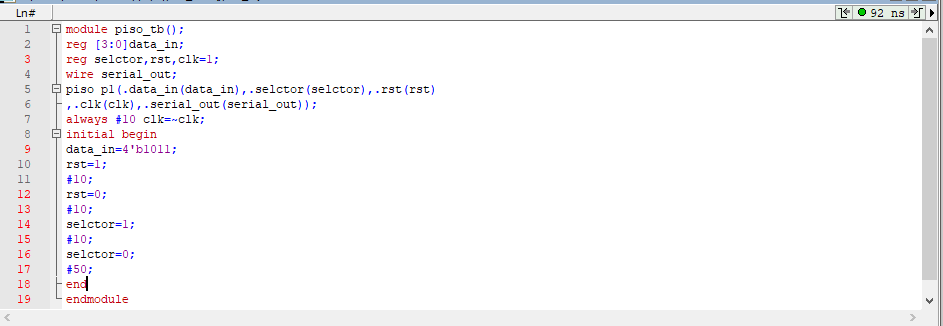 Ln#
92 ns
1 module piso_tb();
2 reg [3:0]data_in;
3 reg selctor,rst,clk=1;
4 wire serial_out;
5 piso p1(.data_in(data_in),.selctor(selctor),.rst(rst)
6 ,.clk(clk),.serial_out(serial_out));
7 always #10 clk=~clk;
8 initial begin
9 data_in=4'b1011;
10 rst=1;
11 #10;
12 rst=0;
13 #10;
14 selctor=1;
15 #10;
16 selctor=0;
17 #50;
18 end
19 endmodule